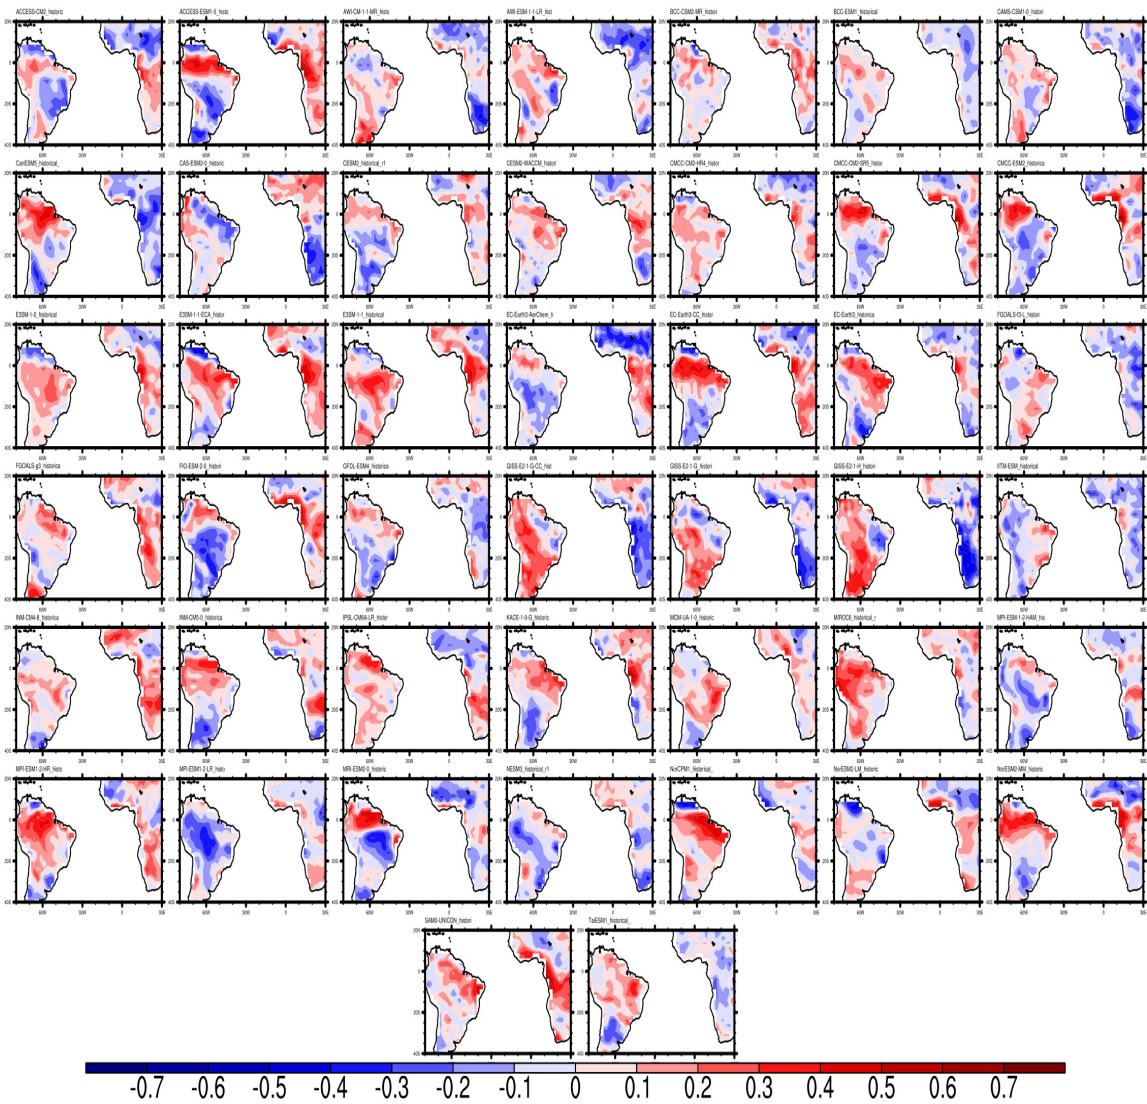 ACCESS-CM2_historic ACCESS-ESM1-5_histo AWI-CM-1-1-MR_histo AWI-ESM-1-1-LR_hist BCC-CSM2-MR_histori BCC-ESM1_historical CAMS-CSM1-0_histori
CanESM5_historical_ CAS-ESM2-0_historic CESM2_historical_r1 CESM2-WACCM_histori CMCC-CM2-HR4_histor CMCC-CM2-SR5_histor CMCC-ESM2_historica
E3SM-1-0_historical E3SM-1-1-ECA_histor E3SM-1-1_historical EC-Earth3-AerChem_h EC-Earth3-CC_histor EC-Earth3_historica FGOALS-f3-L_histori
FGOALS-g3_historica FIO-ESM-2-0_histori GFDL-ESM4_historica GISS-E2-1-G-CC_hist GISS-E2-1-G_histori GISS-E2-1-H_histori IITM-ESM_historical
INM-CM4-8_historica INM-CM5-0_historica IPSL-CM6A-LR_histor KACE-1-0-G_historic MCM-UA-1-0_historic MIROC6_historical_r MPI-ESM-1-2-HAM_his
MPI-ESM1-2-HR_histo MPI-ESM1-2-LR_histo MRI-ESM2-0_historic NESM3_historical_r1 NorCPM1_historical_ NorESM2-LM_historic NorESM2-MM_historic
SAM0-UNICON_histori TaiESM1_historical_
-0.7 -0.6 -0.5 -0.4 -0.3 -0.2 -0.1 0 0.1 0.2 0.3 0.4 0.5 0.6 0.7